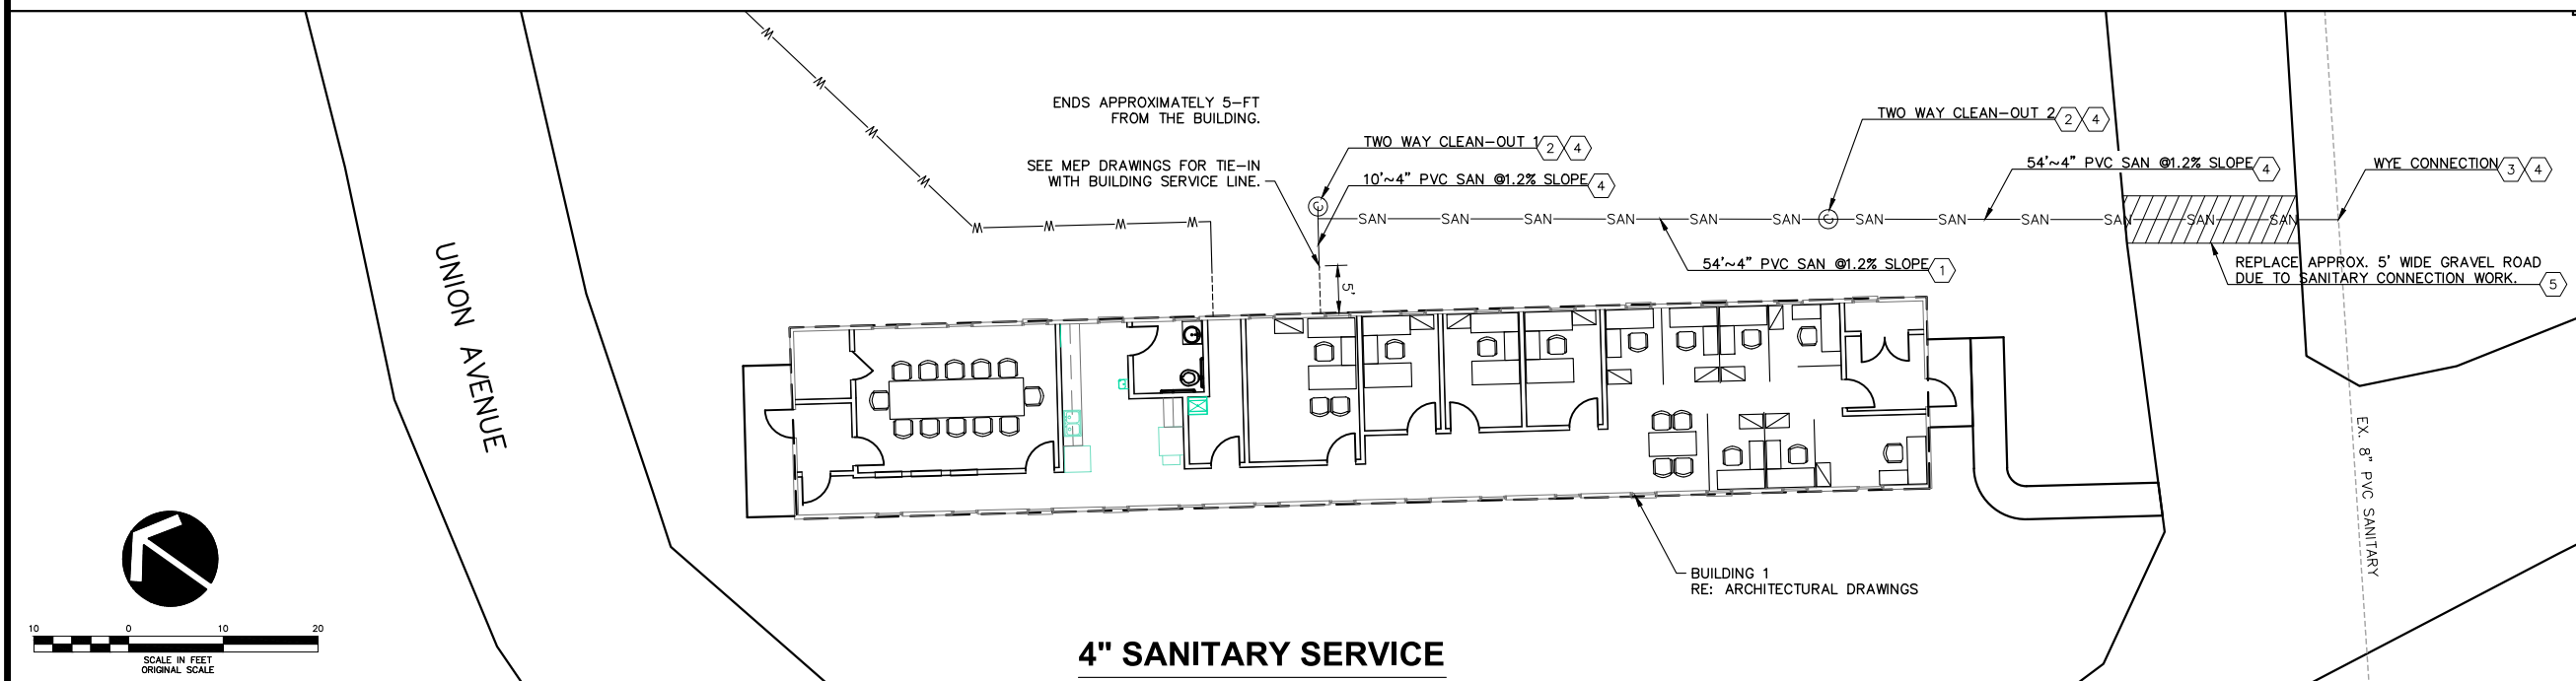 ENDS APPROXIMATELY 5-FT
FROM THE BUILDING.
SEE MEP DRAWINGS FOR TIE-IN
WITH BUILDING SERVICE LINE.
TWO WAY CLEAN-OUT 1 2 4
10'~4" PVC SAN @1.2% SLOPE 4
TWO WAY CLEAN-OUT 2 2 4
54'~4" PVC SAN @1.2% SLOPE 4
WYE CONNECTION 3 4
W W W W W W W W
C SAN SAN SAN SAN SAN SAN C SAN SAN SAN SAN SAN SAN
54'~4" PVC SAN @1.2% SLOPE 1
5'
REPLACE APPROX. 5' WIDE GRAVEL ROAD
DUE TO SANITARY CONNECTION WORK. 5
UNION AVENUE
EX. 8" PVC SANITARY
BUILDING 1
RE: ARCHITECTURAL DRAWINGS
10 0 10 20
SCALE IN FEET
ORIGINAL SCALE
4" SANITARY SERVICE